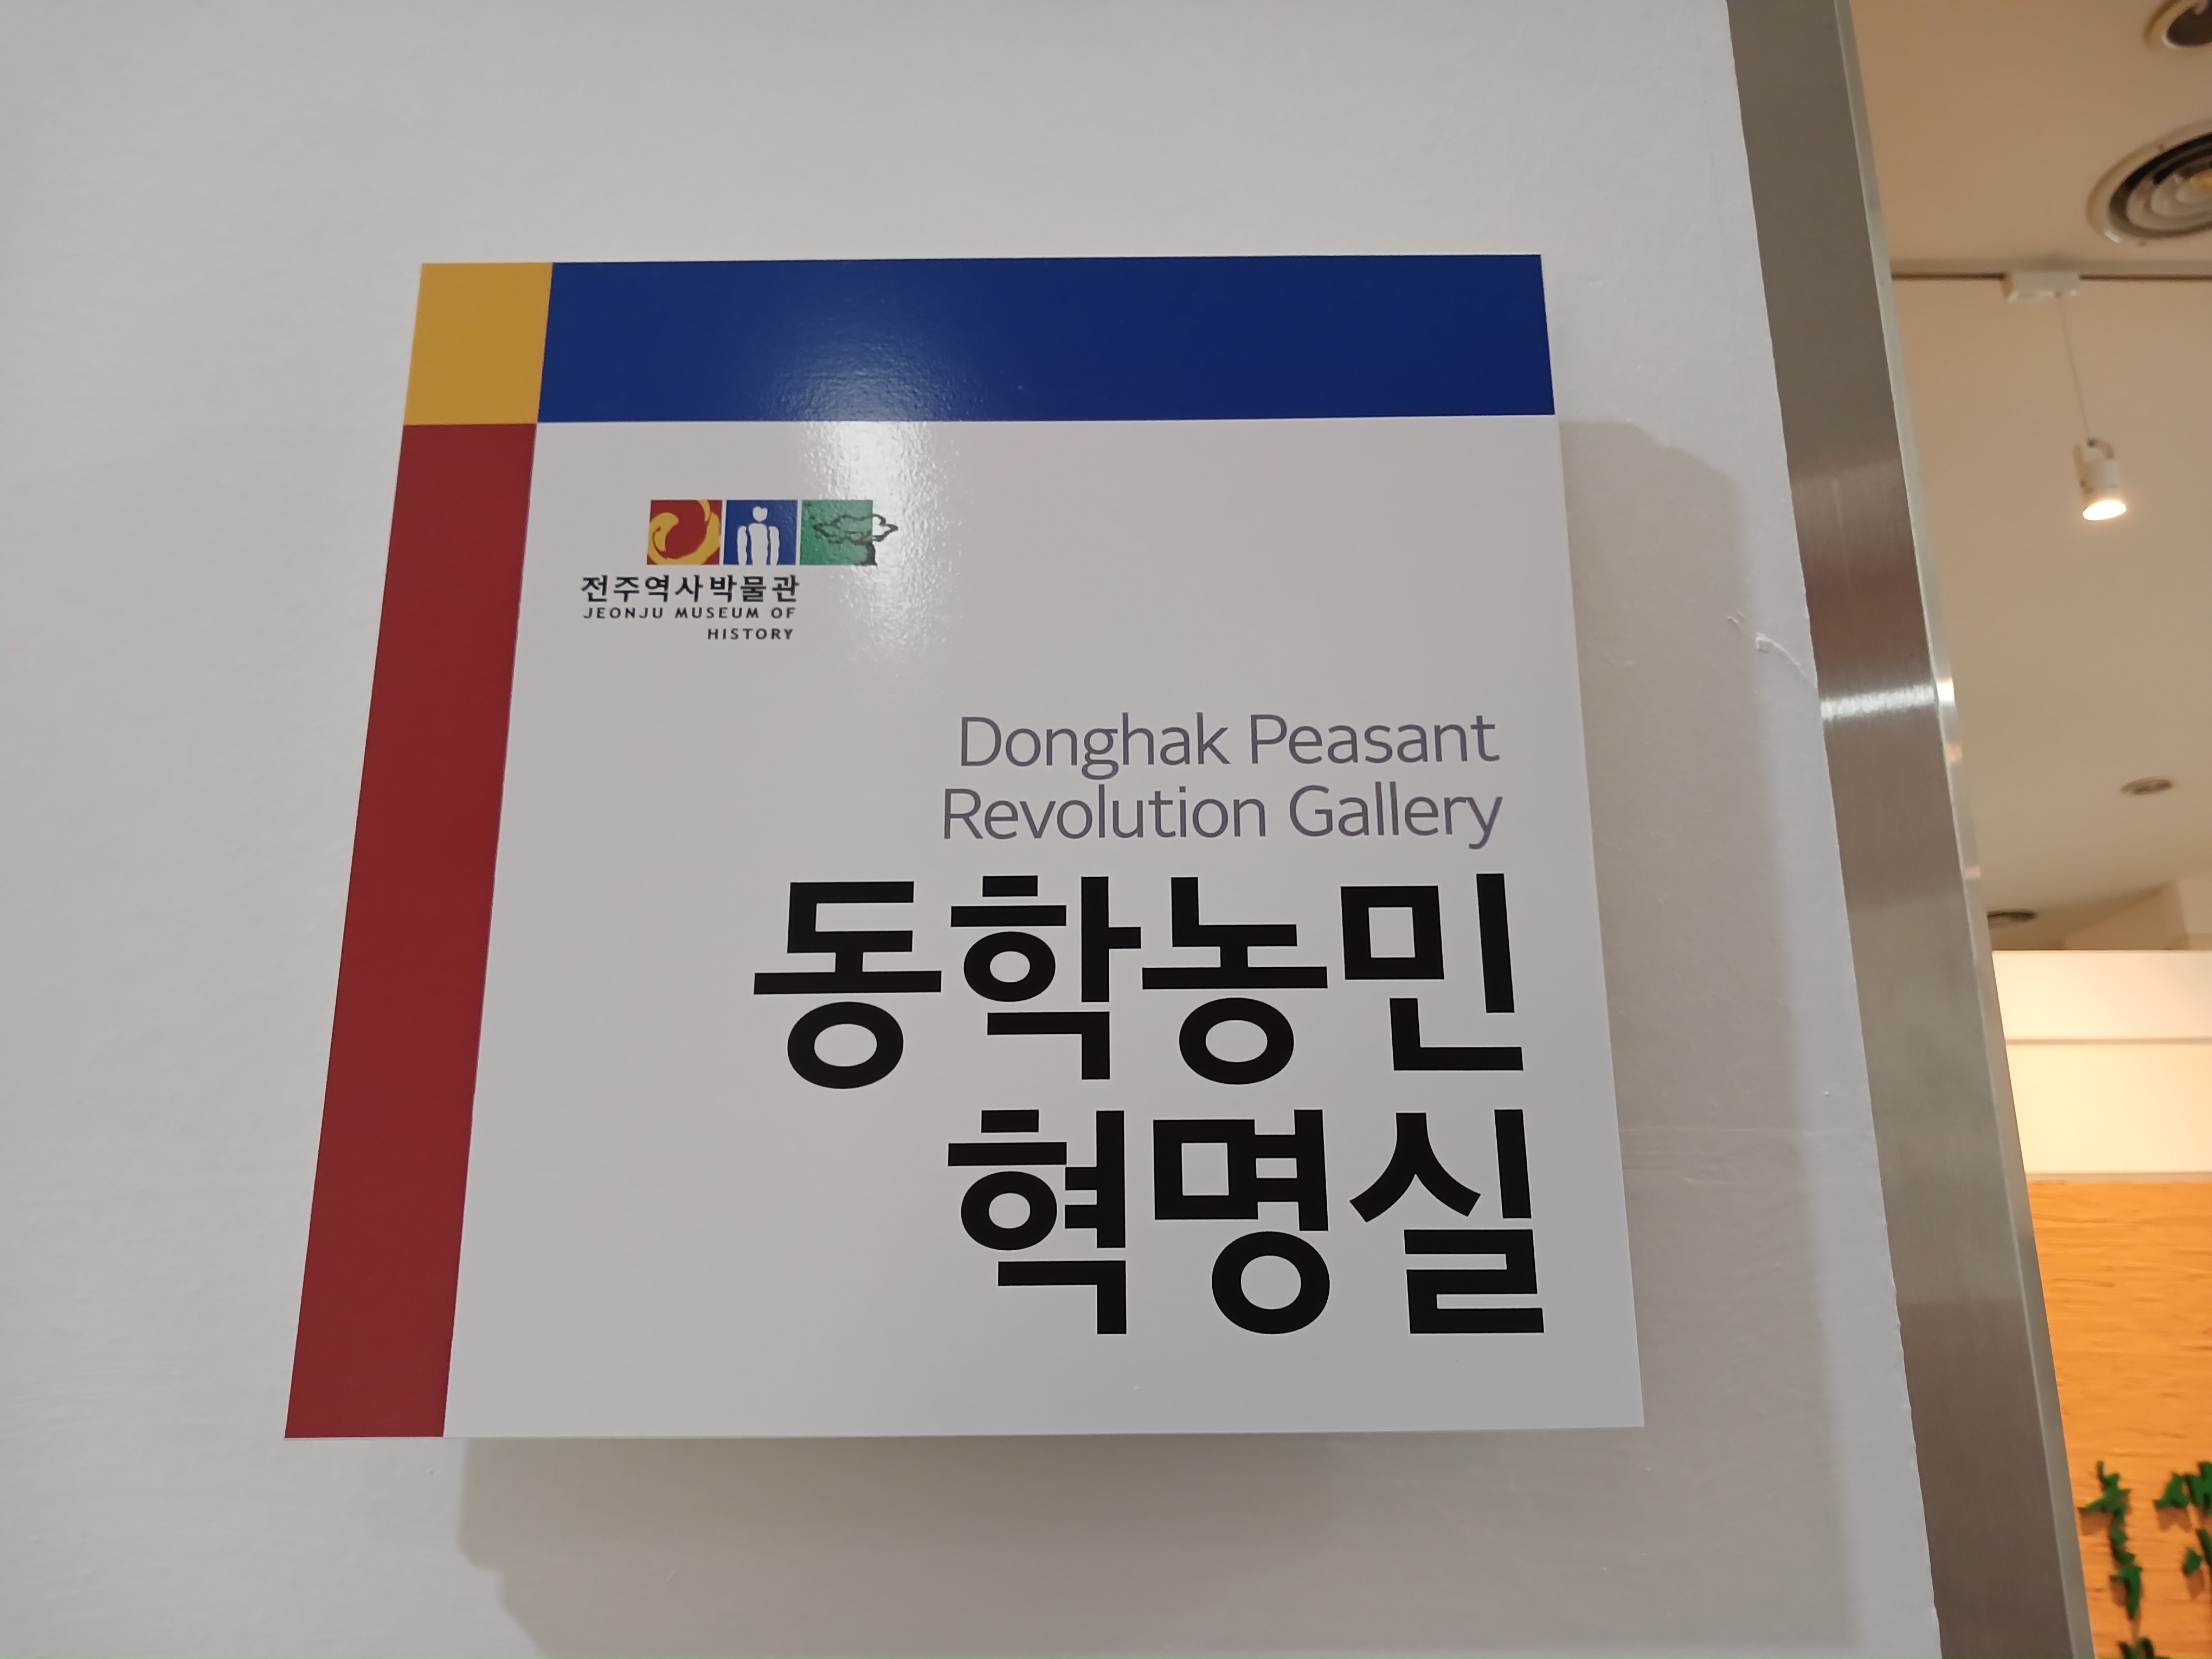 전주역사박물관
JEONJU MUSEUM OF
HISTORY
Donghak Peasant
Revolution Gallery
동학농민
혁명실